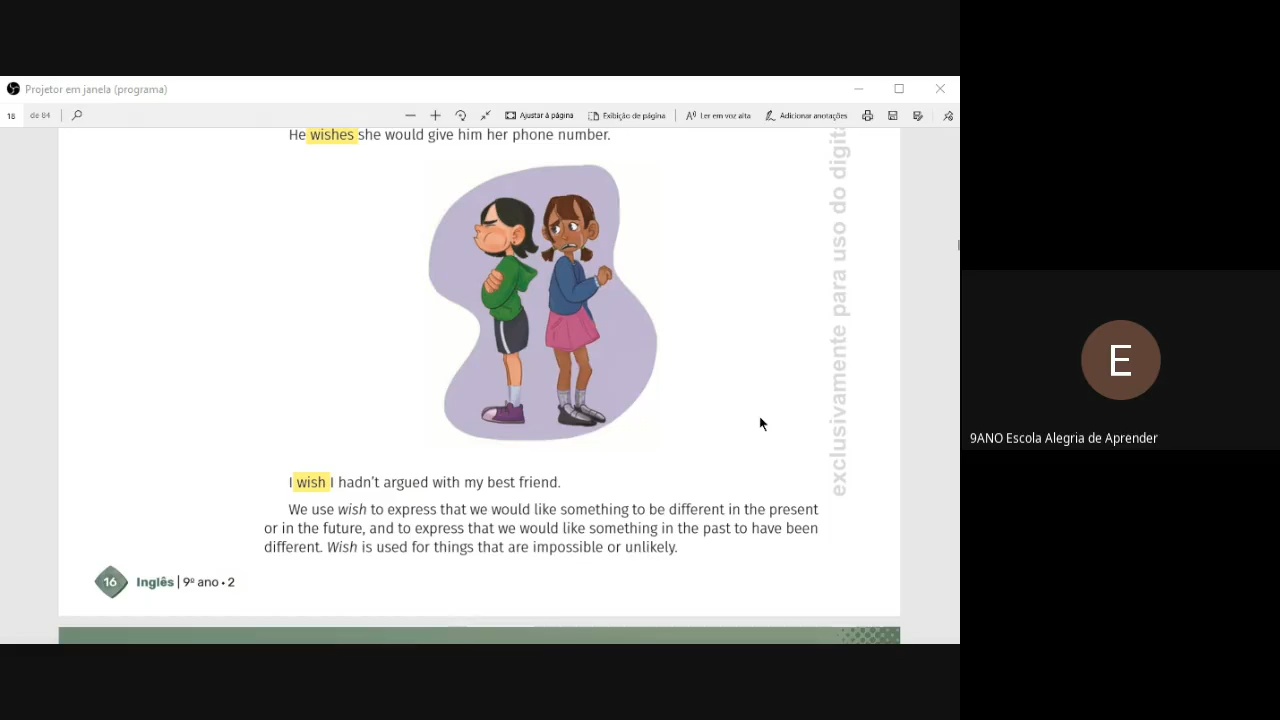 Projetor em janela (programa)
18 de 84 Ajustar à página Exibição de página Ler em voz alta Adicionar anotações
He wishes she would give him her phone number.
exclusivamente para uso do digita
I wish I hadn't argued with my best friend.
We use wish to express that we would like something to be different in the present
or in the future, and to express that we would like something in the past to have been
different. Wish is used for things that are impossible or unlikely.
16 Inglês | 9º ano • 2
E
9ANO Escola Alegria de Aprender